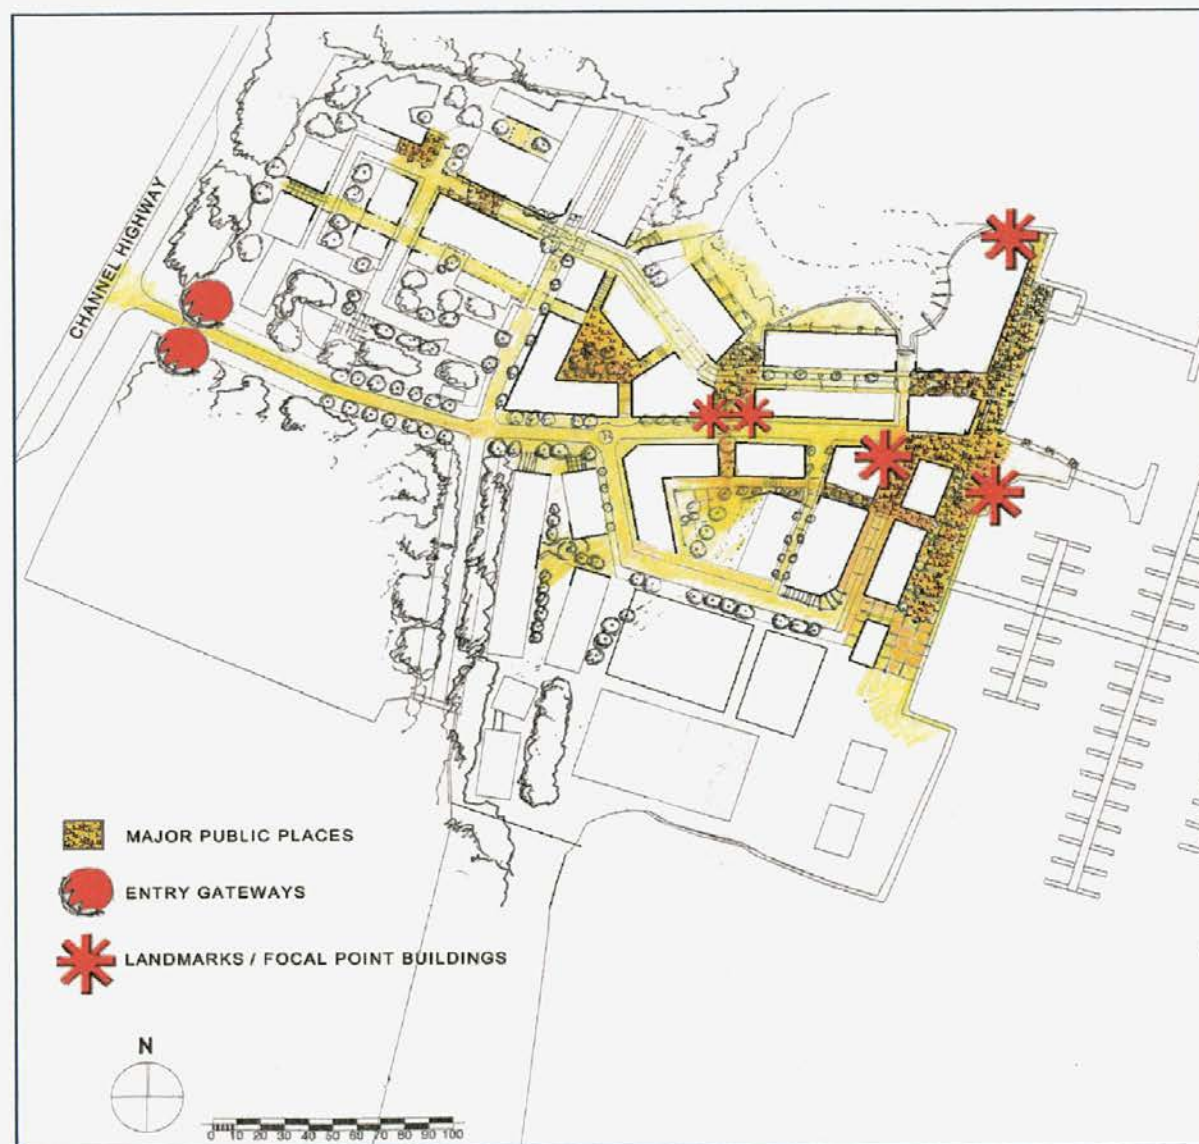 CHANNEL HIGHWAY
MAJOR PUBLIC PLACES
ENTRY GATEWAYS
LANDMARKS / FOCAL POINT BUILDINGS
N
0 10 20 30 40 50 60 70 80 90 100